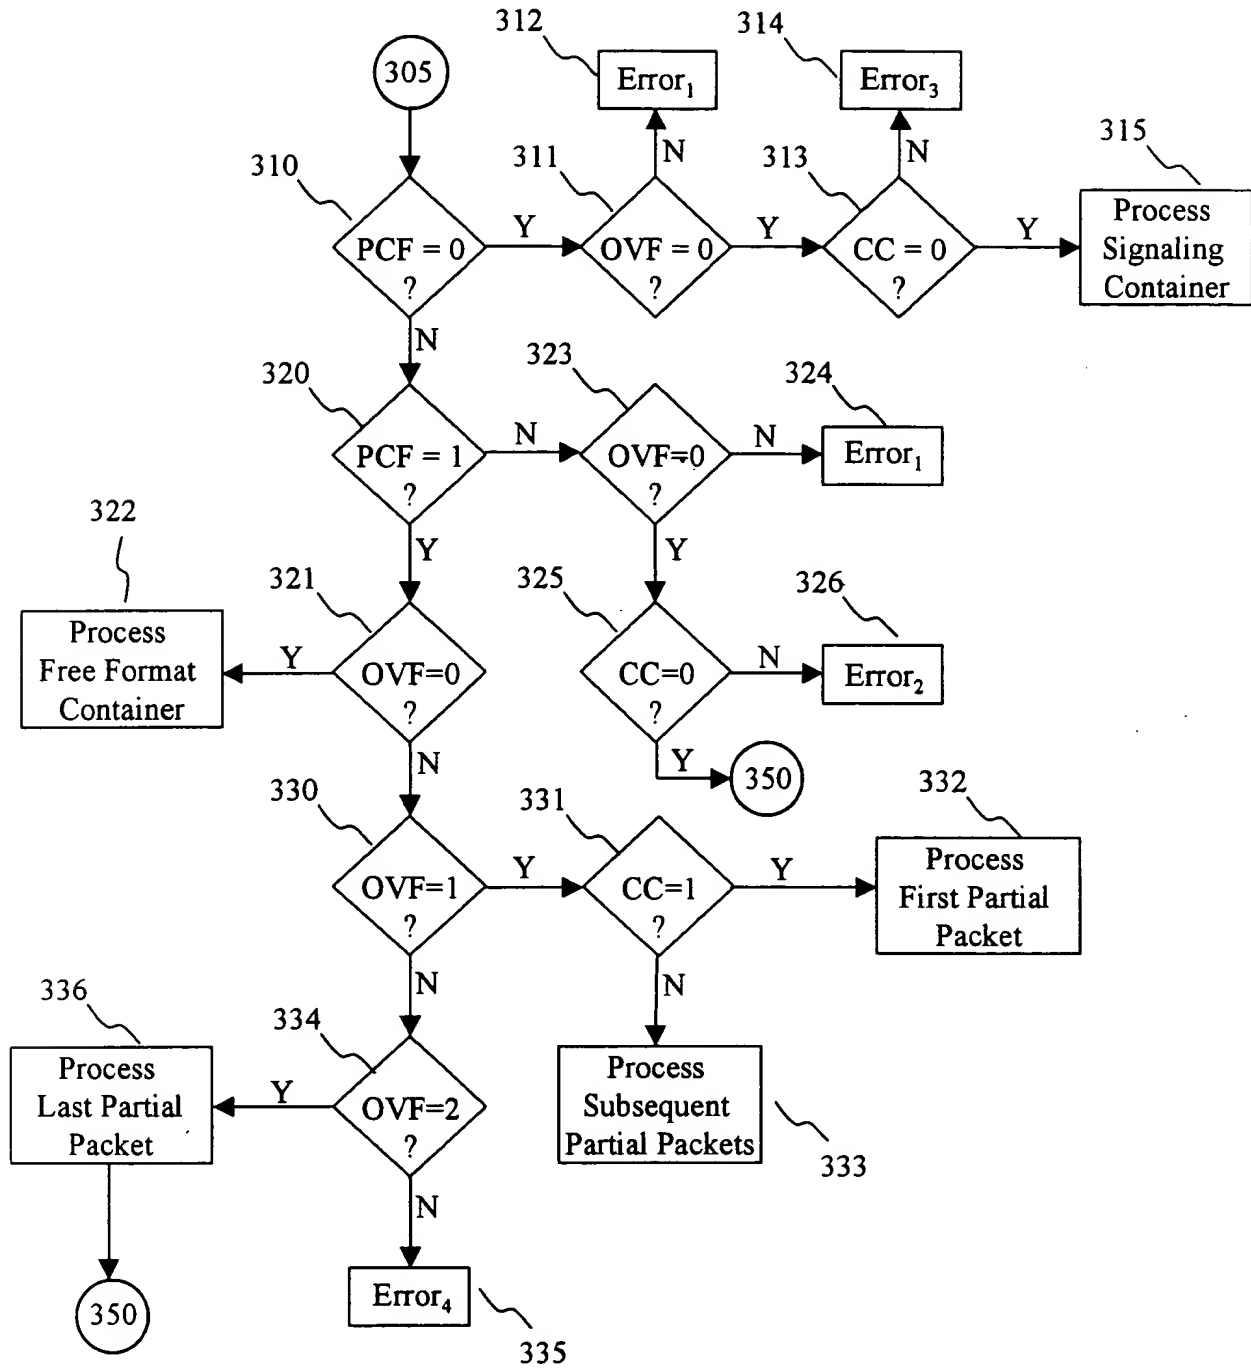 312
314
305
Error₁
Error₃
315
310
311
N
313
N
Process
Signaling
Container
PCF = 0
?
Y
OVF = 0
?
Y
CC = 0
?
Y
N
320
323
324
PCF = 1
?
N
OVF=0
?
N
Error₁
322
Y
Y
321
325
326
Process
Free Format
Container
Y
OVF=0
?
CC=0
?
N
Error₂
N
Y
350
330
331
332
OVF=1
?
Y
CC=1
?
Y
Process
First Partial
Packet
336
N
N
334
Process
Last Partial
Packet
Y
OVF=2
?
Process
Subsequent
Partial Packets
333
N
350
Error₄
335